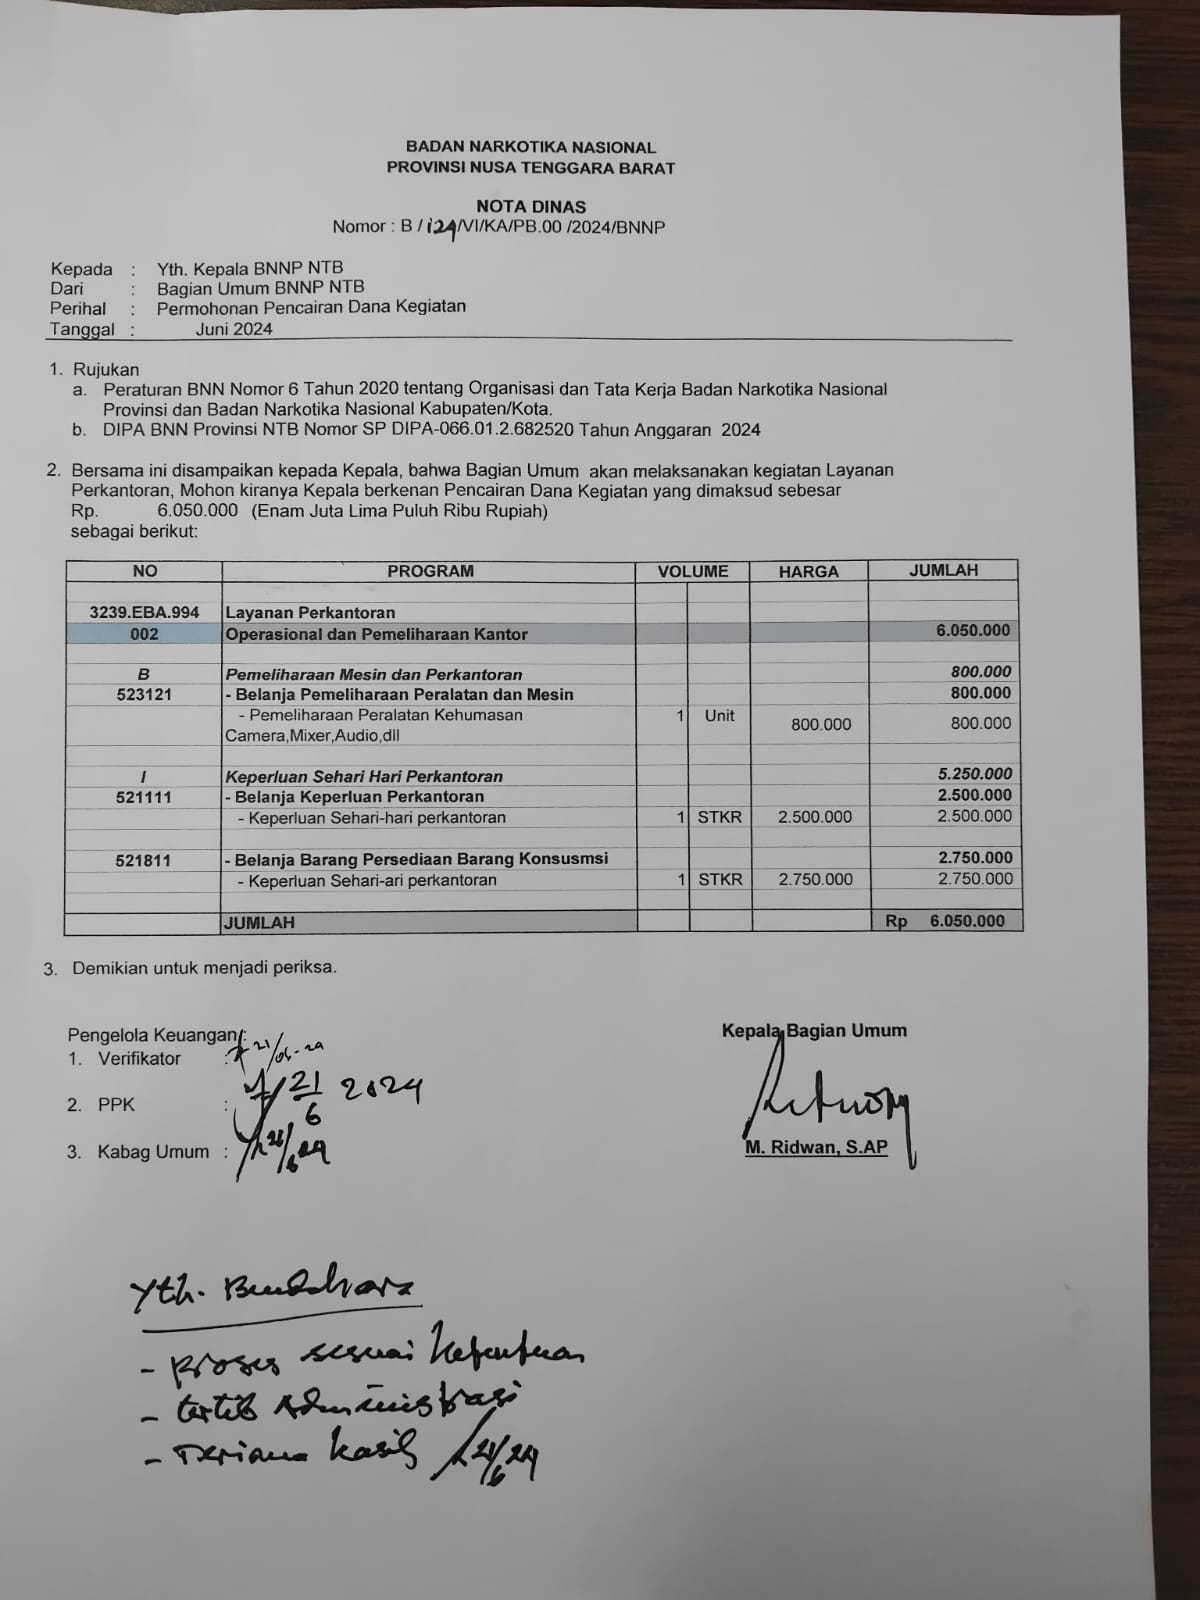 BADAN NARKOTIKA NASIONAL
PROVINSI NUSA TENGGARA BARAT
NOTA DINAS
Nomor : B / 129/VI/KA/PB.00 /2024/BNNP
Kepada : Yth. Kepala BNNP NTB
Dari : Bagian Umum BNNP NTB
Perihal : Permohonan Pencairan Dana Kegiatan
Tanggal : Juni 2024
1. Rujukan
a. Peraturan BNN Nomor 6 Tahun 2020 tentang Organisasi dan Tata Kerja Badan Narkotika Nasional
Provinsi dan Badan Narkotika Nasional Kabupaten/Kota.
b. DIPA BNN Provinsi NTB Nomor SP DIPA-066.01.2.682520 Tahun Anggaran 2024
2. Bersama ini disampaikan kepada Kepala, bahwa Bagian Umum akan melaksanakan kegiatan Layanan
Perkantoran, Mohon kiranya Kepala berkenan Pencairan Dana Kegiatan yang dimaksud sebesar
Rp. 6.050.000 (Enam Juta Lima Puluh Ribu Rupiah)
sebagai berikut:
NO PROGRAM VOLUME HARGA JUMLAH
3239.EBA.994 Layanan Perkantoran
002 Operasional dan Pemeliharaan Kantor 6.050.000
B Pemeliharaan Mesin dan Perkantoran 800.000
523121 - Belanja Pemeliharaan Peralatan dan Mesin 800.000
- Pemeliharaan Peralatan Kehumasan 1 Unit 800.000 800.000
Camera,Mixer,Audio,dll
I Keperluan Sehari Hari Perkantoran 5.250.000
521111 - Belanja Keperluan Perkantoran 2.500.000
- Keperluan Sehari-hari perkantoran 1 STKR 2.500.000 2.500.000
521811 - Belanja Barang Persediaan Barang Konsusmsi 2.750.000
- Keperluan Sehari-ari perkantoran 1 STKR 2.750.000 2.750.000
JUMLAH Rp 6.050.000
3. Demikian untuk menjadi periksa.
Pengelola Keuangan :
Kepala Bagian Umum
1. Verifikator : 21/06-24
2. PPK : 21/6 2024
3. Kabag Umum : 21/6 24
M. Ridwan, S.AP
Yth. Bendahara
- proses sesuai ketentuan
- tertib Administrasi
- Terima kasih 21/6 24